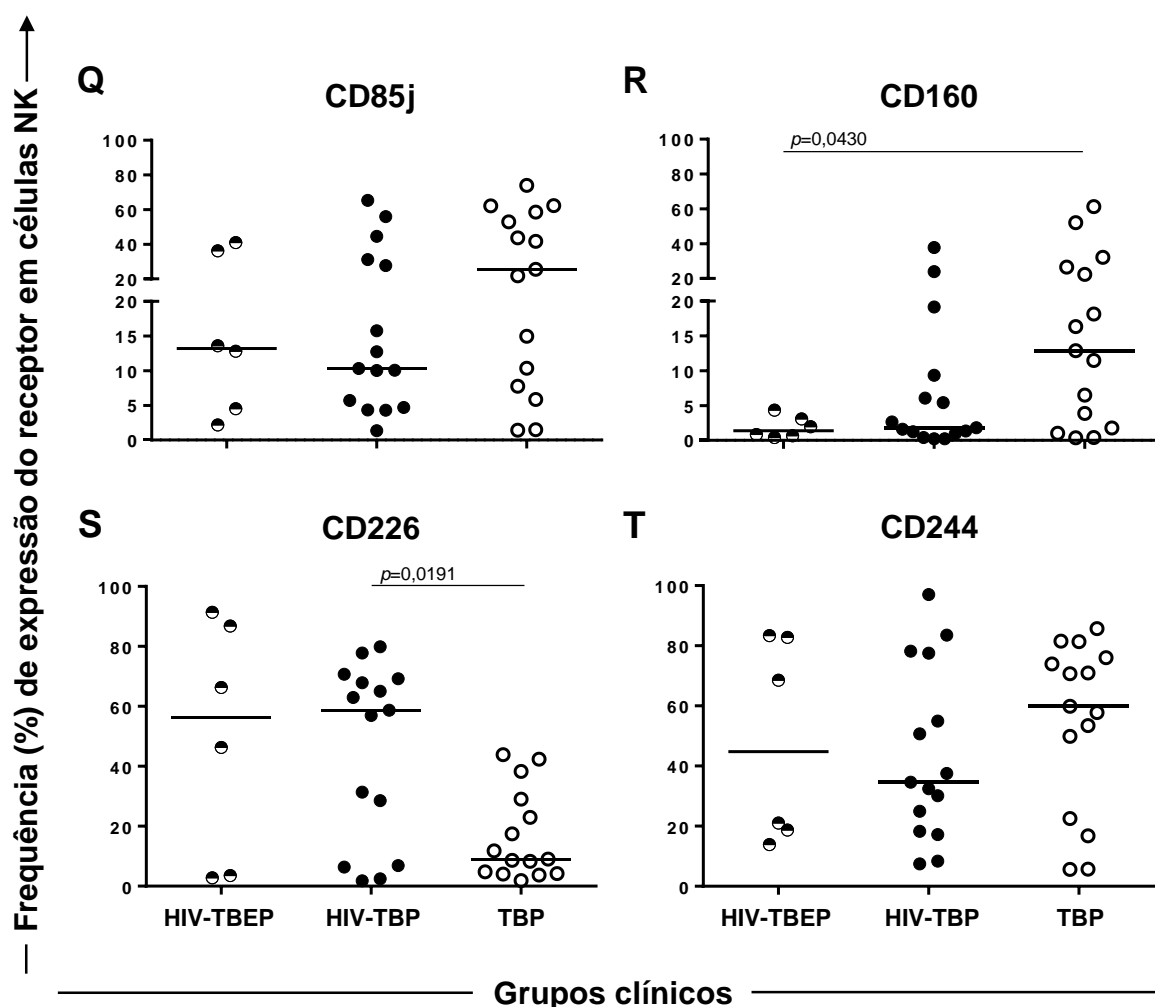 Frequência (%) de expressão do receptor em células NK
Q
CD85j
100
80
60
40
20
20
15
10
5
0
R
CD160
p=0,0430
100
80
60
40
20
20
15
10
5
0
S
CD226
p=0,0191
100
80
60
40
20
0
HIV-TBEP HIV-TBP TBP
T
CD244
100
80
60
40
20
0
HIV-TBEP HIV-TBP TBP
Grupos clínicos